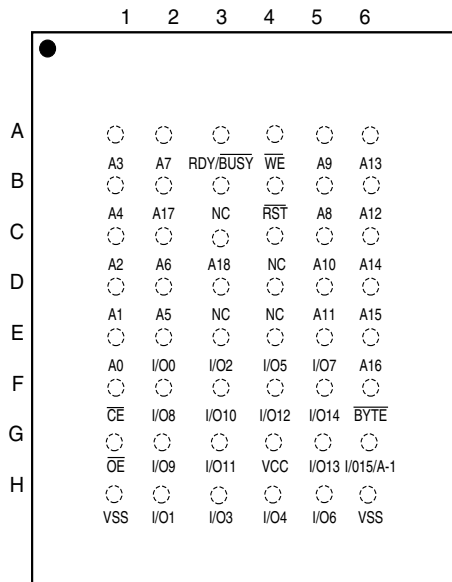 1 2 3 4 5 6
A
A3 A7 RDY/BUSY WE A9 A13
B
A4 A17 NC RST A8 A12
C
A2 A6 A18 NC A10 A14
D
A1 A5 NC NC A11 A15
E
A0 I/O0 I/O2 I/O5 I/O7 A16
F
CE I/O8 I/O10 I/O12 I/O14 BYTE
G
OE I/O9 I/O11 VCC I/O13 I/015/A-1
H
VSS I/O1 I/O3 I/O4 I/O6 VSS